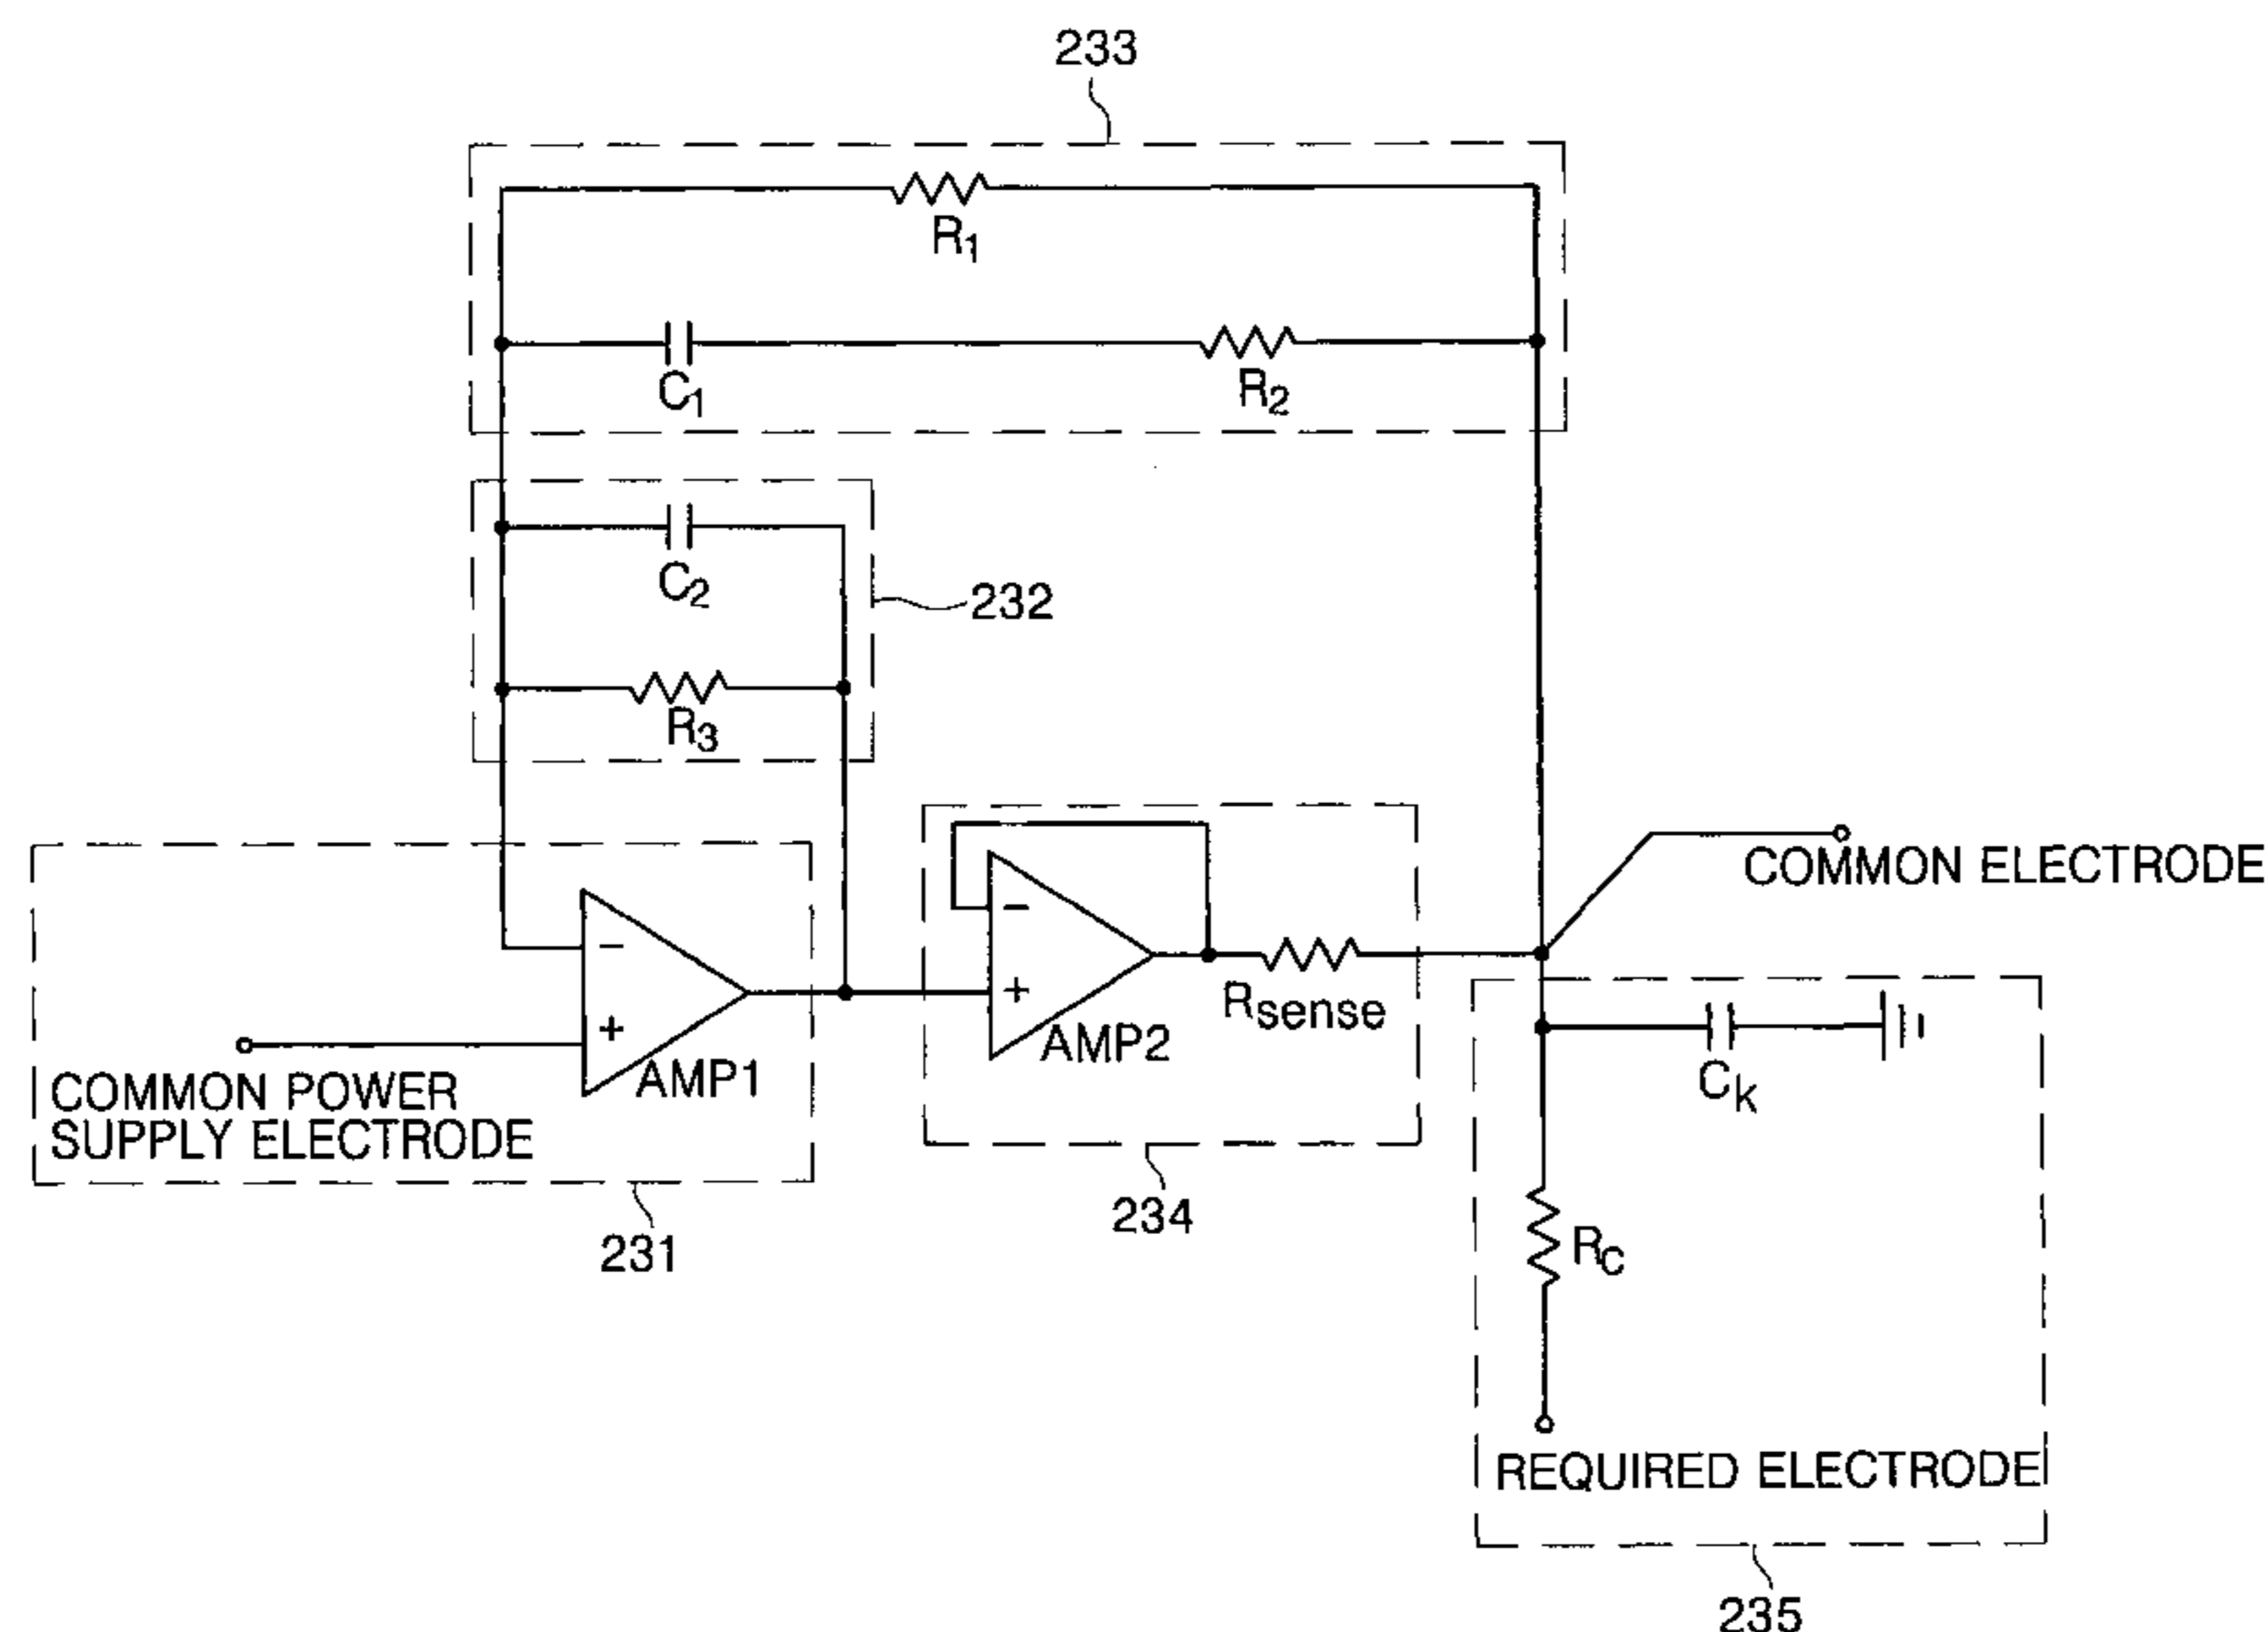 233
R1
C1
R2
C2
232
R3
COMMON ELECTRODE
−
+
AMP1
−
+
AMP2
Rsense
COMMON POWER
SUPPLY ELECTRODE
Ck
234
231
RC
REQUIRED ELECTRODE
235